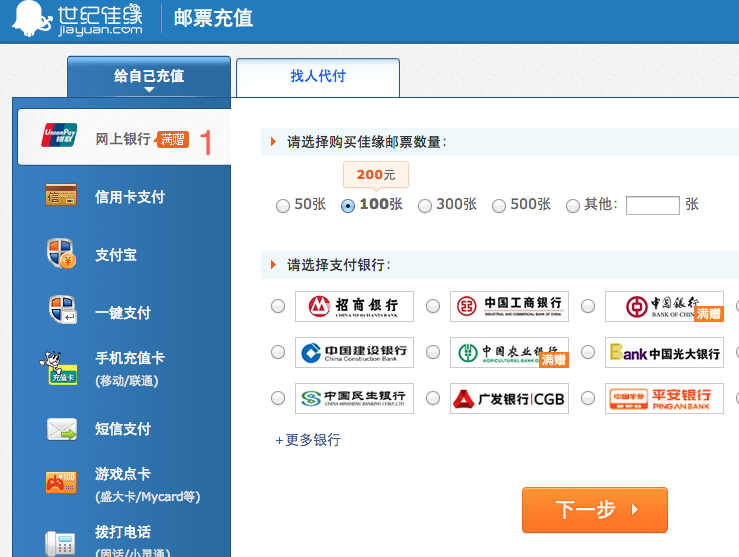 世纪佳缘
jiayuan.com
邮票充值
给自己充值
找人代付
UnionPay
银联
网上银行
满赠
1
信用卡支付
支付宝
一键支付
手机充值卡
(移动/联通)
充值卡
短信支付
游戏点卡
(盛大卡/Mycard等)
拨打电话
(固话/小灵通)
请选择购买佳缘邮票数量：
200元
50张 100张 300张 500张 其他： 张
请选择支付银行：
招商银行
CHINA MERCHANTS BANK
中国工商银行
INDUSTRIAL AND COMMERCIAL BANK OF CHINA
中国银行
BANK OF CHIN
满赠
中国建设银行
China Construction Bank
中国农业银行
AGRICULTURAL BAN
满赠
Bank 中国光大银行
中国民生银行
CHINA MINSHENG BANKING CORP.,LTD
广发银行|CGB
中国平安
平安银行
PING AN BANK
+更多银行
下一步